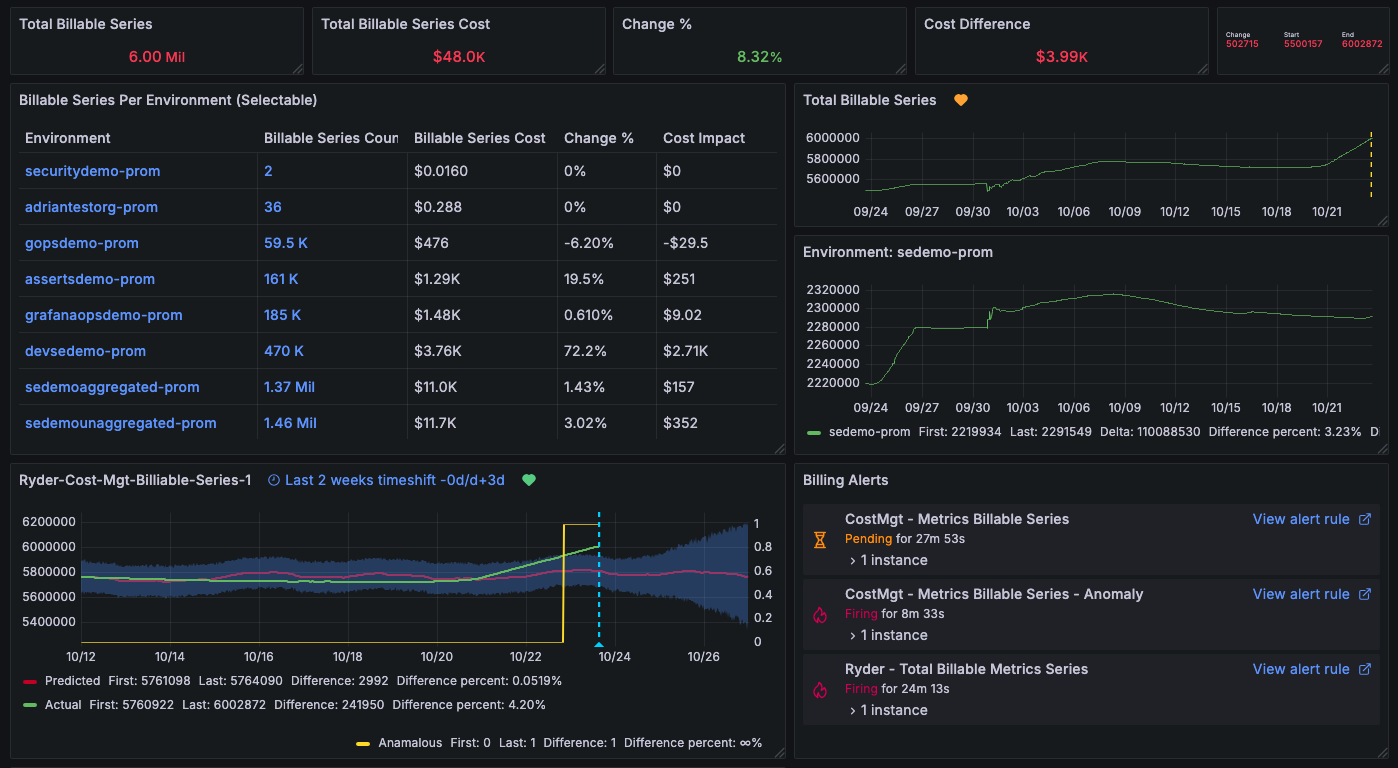 Total Billable Series
6.00 Mil
Total Billable Series Cost
$48.0K
Change %
8.32%
Cost Difference
$3.99K
Change Start End
502715 5500157 6002872
Billable Series Per Environment (Selectable)
Environment Billable Series Coun Billable Series Cost Change % Cost Impact
securitydemo-prom 2 $0.0160 0% $0
adriantestorg-prom 36 $0.288 0% $0
gopsdemo-prom 59.5 K $476 -6.20% -$29.5
assertsdemo-prom 161 K $1.29K 19.5% $251
grafanaopsdemo-prom 185 K $1.48K 0.610% $9.02
devsedemo-prom 470 K $3.76K 72.2% $2.71K
sedemoaggregated-prom 1.37 Mil $11.0K 1.43% $157
sedemounaggregated-prom 1.46 Mil $11.7K 3.02% $352
Total Billable Series
6000000
5800000
5600000
09/24 09/27 09/30 10/03 10/06 10/09 10/12 10/15 10/18 10/21
Environment: sedemo-prom
2320000
2300000
2280000
2260000
2240000
2220000
09/24 09/27 09/30 10/03 10/06 10/09 10/12 10/15 10/18 10/21
sedemo-prom First: 2219934 Last: 2291549 Delta: 110088530 Difference percent: 3.23% D
Ryder-Cost-Mgt-Billiable-Series-1 Last 2 weeks timeshift -0d/d+3d
6200000
6000000
5800000
5600000
5400000
1
0.8
0.6
0.4
0.2
0
10/12 10/14 10/16 10/18 10/20 10/22 10/24 10/26
Predicted First: 5761098 Last: 5764090 Difference: 2992 Difference percent: 0.0519%
Actual First: 5760922 Last: 6002872 Difference: 241950 Difference percent: 4.20%
Anamalous First: 0 Last: 1 Difference: 1 Difference percent: ∞%
Billing Alerts
CostMgt - Metrics Billable Series View alert rule
Pending for 27m 53s
> 1 instance
CostMgt - Metrics Billable Series - Anomaly View alert rule
Firing for 8m 33s
> 1 instance
Ryder - Total Billable Metrics Series View alert rule
Firing for 24m 13s
> 1 instance